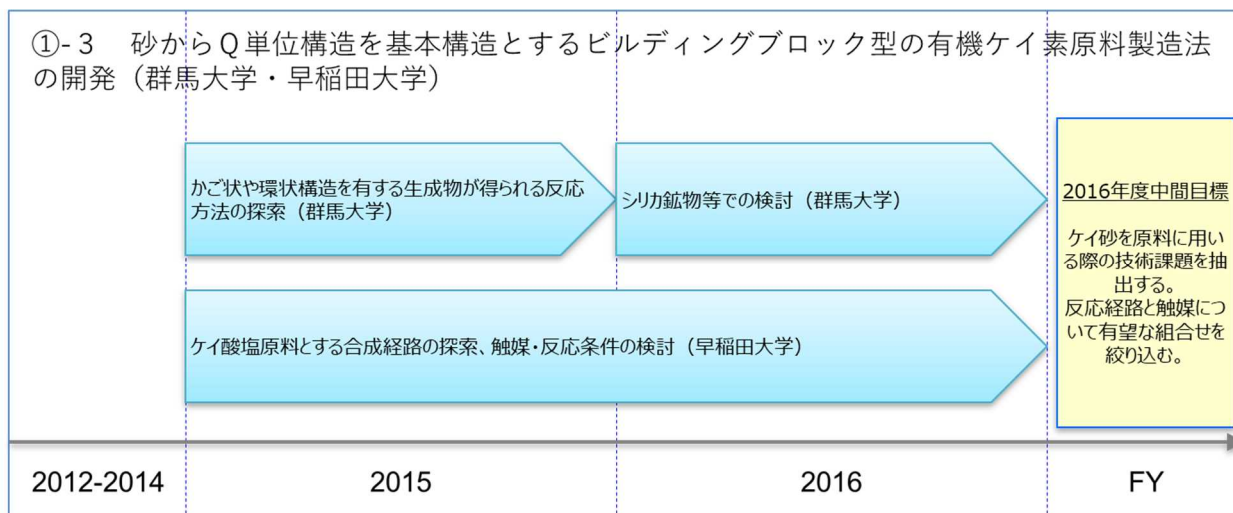 ①-3　砂からＱ単位構造を基本構造とするビルディングブロック型の有機ケイ素原料製造法
の開発（群馬大学・早稲田大学）
かご状や環状構造を有する生成物が得られる反応
方法の探索（群馬大学）
シリカ鉱物等での検討（群馬大学）
ケイ酸塩原料とする合成経路の探索、触媒・反応条件の検討（早稲田大学）
2016年度中間目標
ケイ砂を原料に用い
る際の技術課題を抽
出する。
反応経路と触媒につ
いて有望な組合せを
絞り込む。
2012-2014
2015
2016
FY